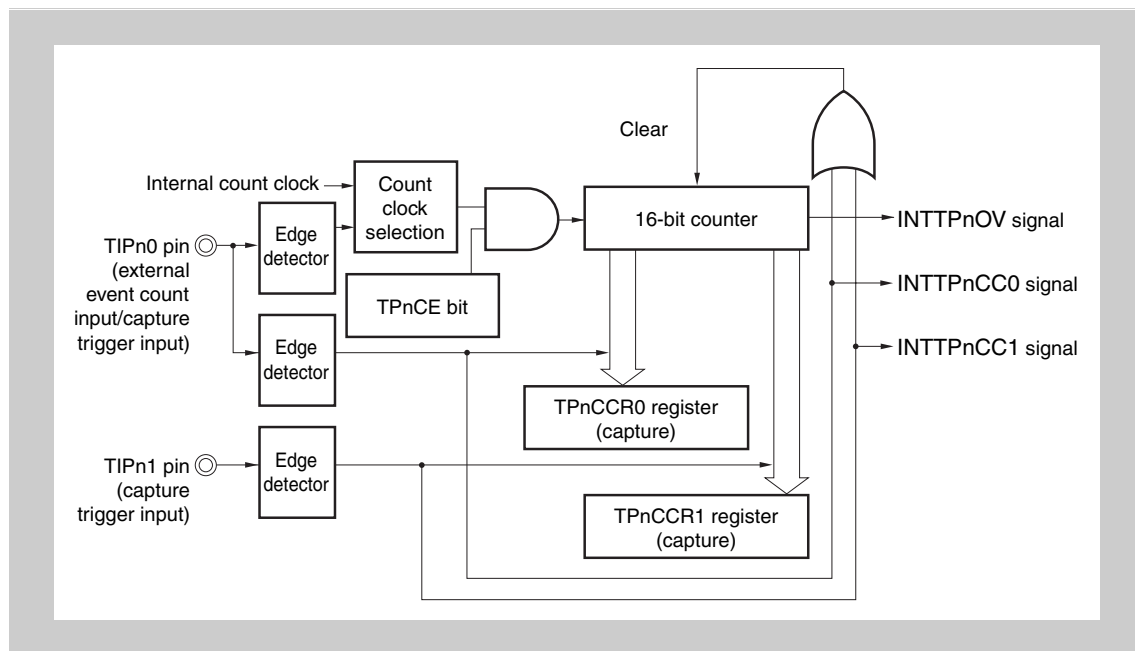 Clear
Internal count clock
Count
clock
selection
16-bit counter
INTTPnOV signal
TIPn0 pin
(external
event count
input/capture
trigger input)
Edge
detector
TPnCE bit
INTTPnCC0 signal
INTTPnCC1 signal
Edge
detector
TPnCCR0 register
(capture)
TIPn1 pin
(capture
trigger input)
Edge
detector
TPnCCR1 register
(capture)